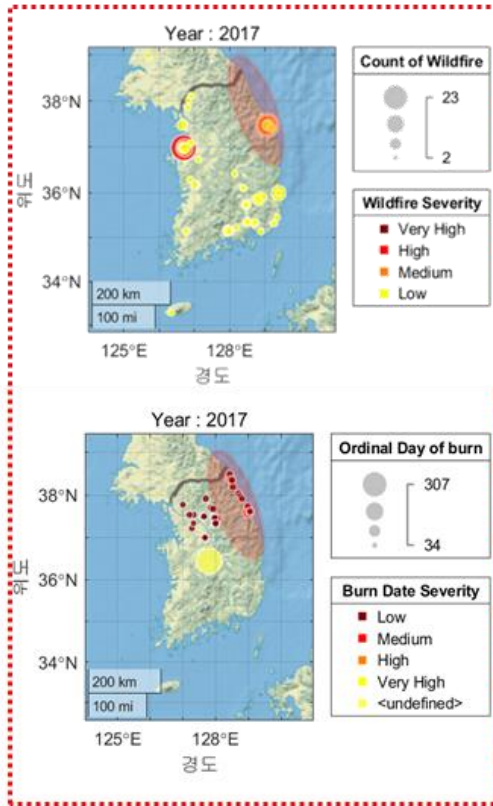 Year : 2017
38°N
36°N
34°N
위도
200 km
100 mi
125°E
128°E
경도
Count of Wildfire
23
2
Wildfire Severity
Very High
High
Medium
Low
Year : 2017
38°N
36°N
34°N
위도
200 km
100 mi
125°E
128°E
경도
Ordinal Day of burn
307
34
Burn Date Severity
Low
Medium
High
Very High
<undefined>